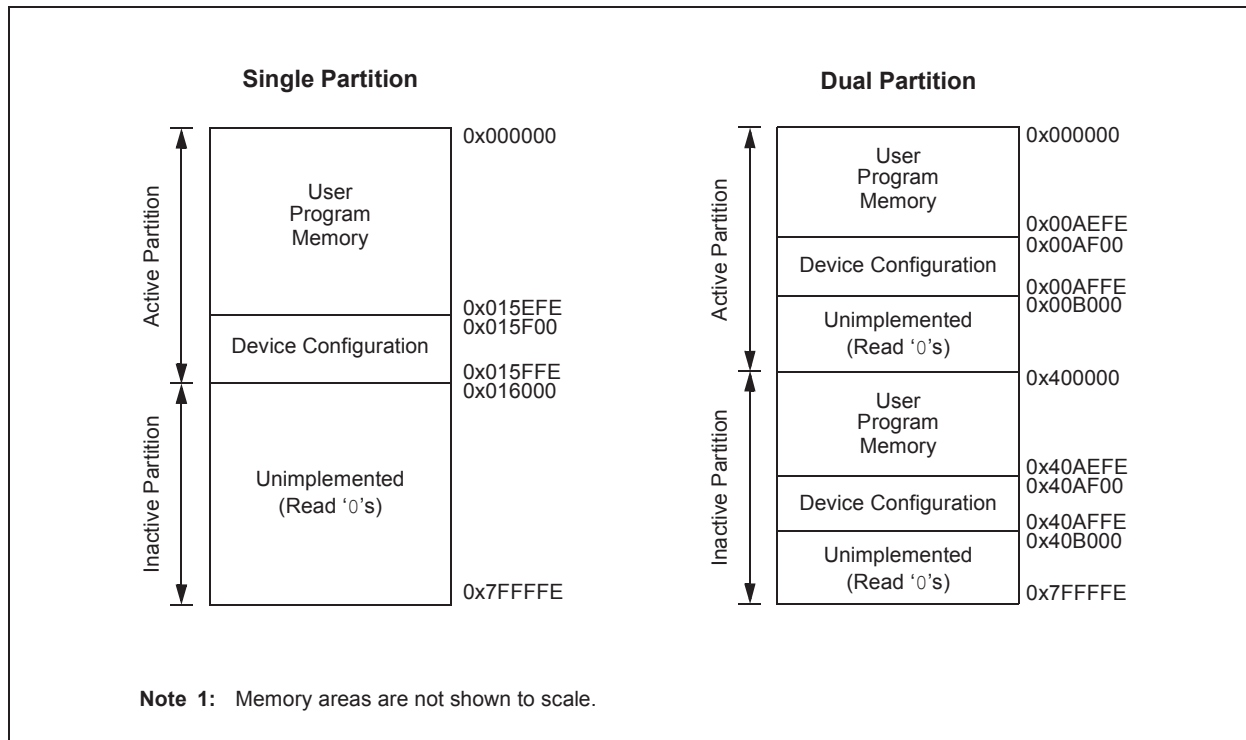 Single Partition
Active Partition
Inactive Partition
User
Program
Memory
Device Configuration
Unimplemented
(Read ‘0’s)
0x000000
0x015EFE
0x015F00
0x015FFE
0x016000
0x7FFFFE
Dual Partition
Active Partition
Inactive Partition
User
Program
Memory
Device Configuration
Unimplemented
(Read ‘0’s)
User
Program
Memory
Device Configuration
Unimplemented
(Read ‘0’s)
0x000000
0x00AEFE
0x00AF00
0x00AFFE
0x00B000
0x400000
0x40AEFE
0x40AF00
0x40AFFE
0x40B000
0x7FFFFE
Note 1: Memory areas are not shown to scale.